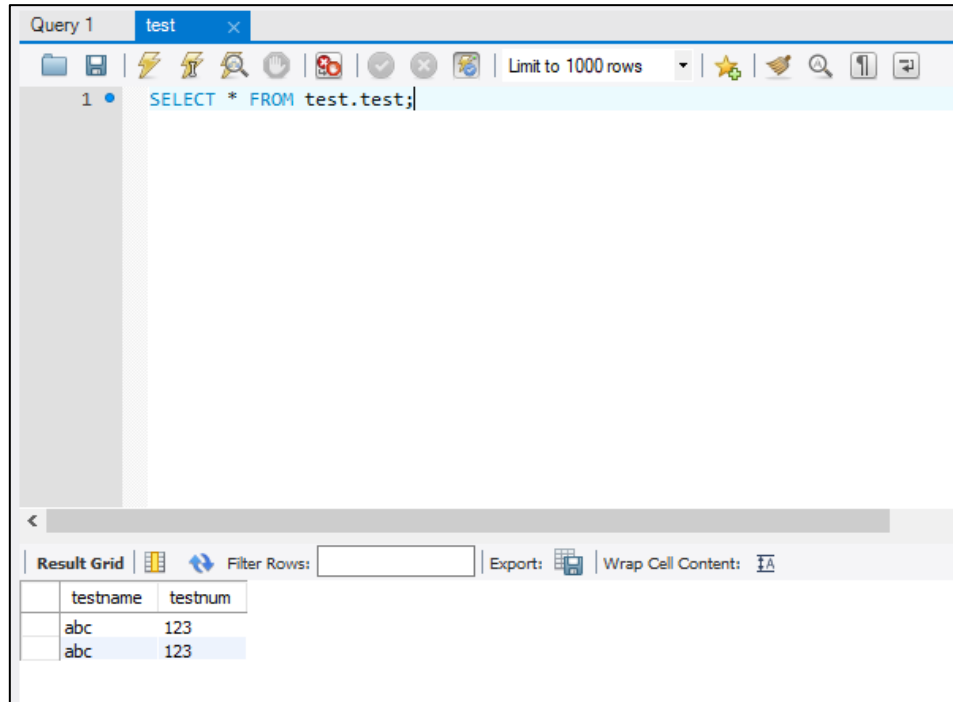 Query 1 test
Limit to 1000 rows
1 SELECT * FROM test.test;
Result Grid Filter Rows: Export: Wrap Cell Content:
testname testnum
abc 123
abc 123